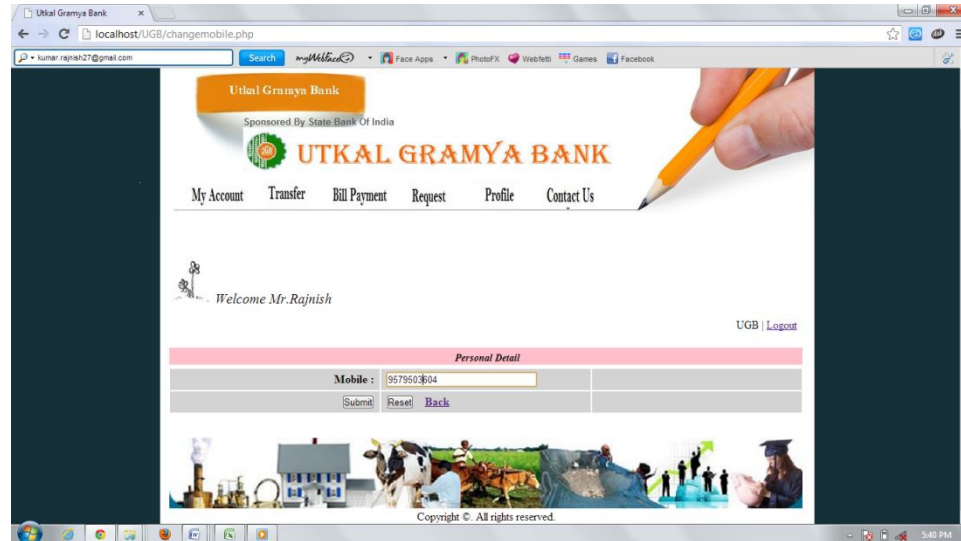 Utkal Gramya Bank
localhost/UGB/changemobile.php
kumar.rajnish27@gmail.com
Search
myWebface
Face Apps
PhotoFX
Webfetti
Games
Facebook
Utkal Gramya Bank
Sponsored By State Bank Of India
UTKAL GRAMYA BANK
My Account Transfer Bill Payment Request Profile Contact Us
Welcome Mr.Rajnish
UGB | Logout
Personal Detail
Mobile : 9579503604
Submit Reset Back
Copyright ©. All rights reserved.
5:40 PM